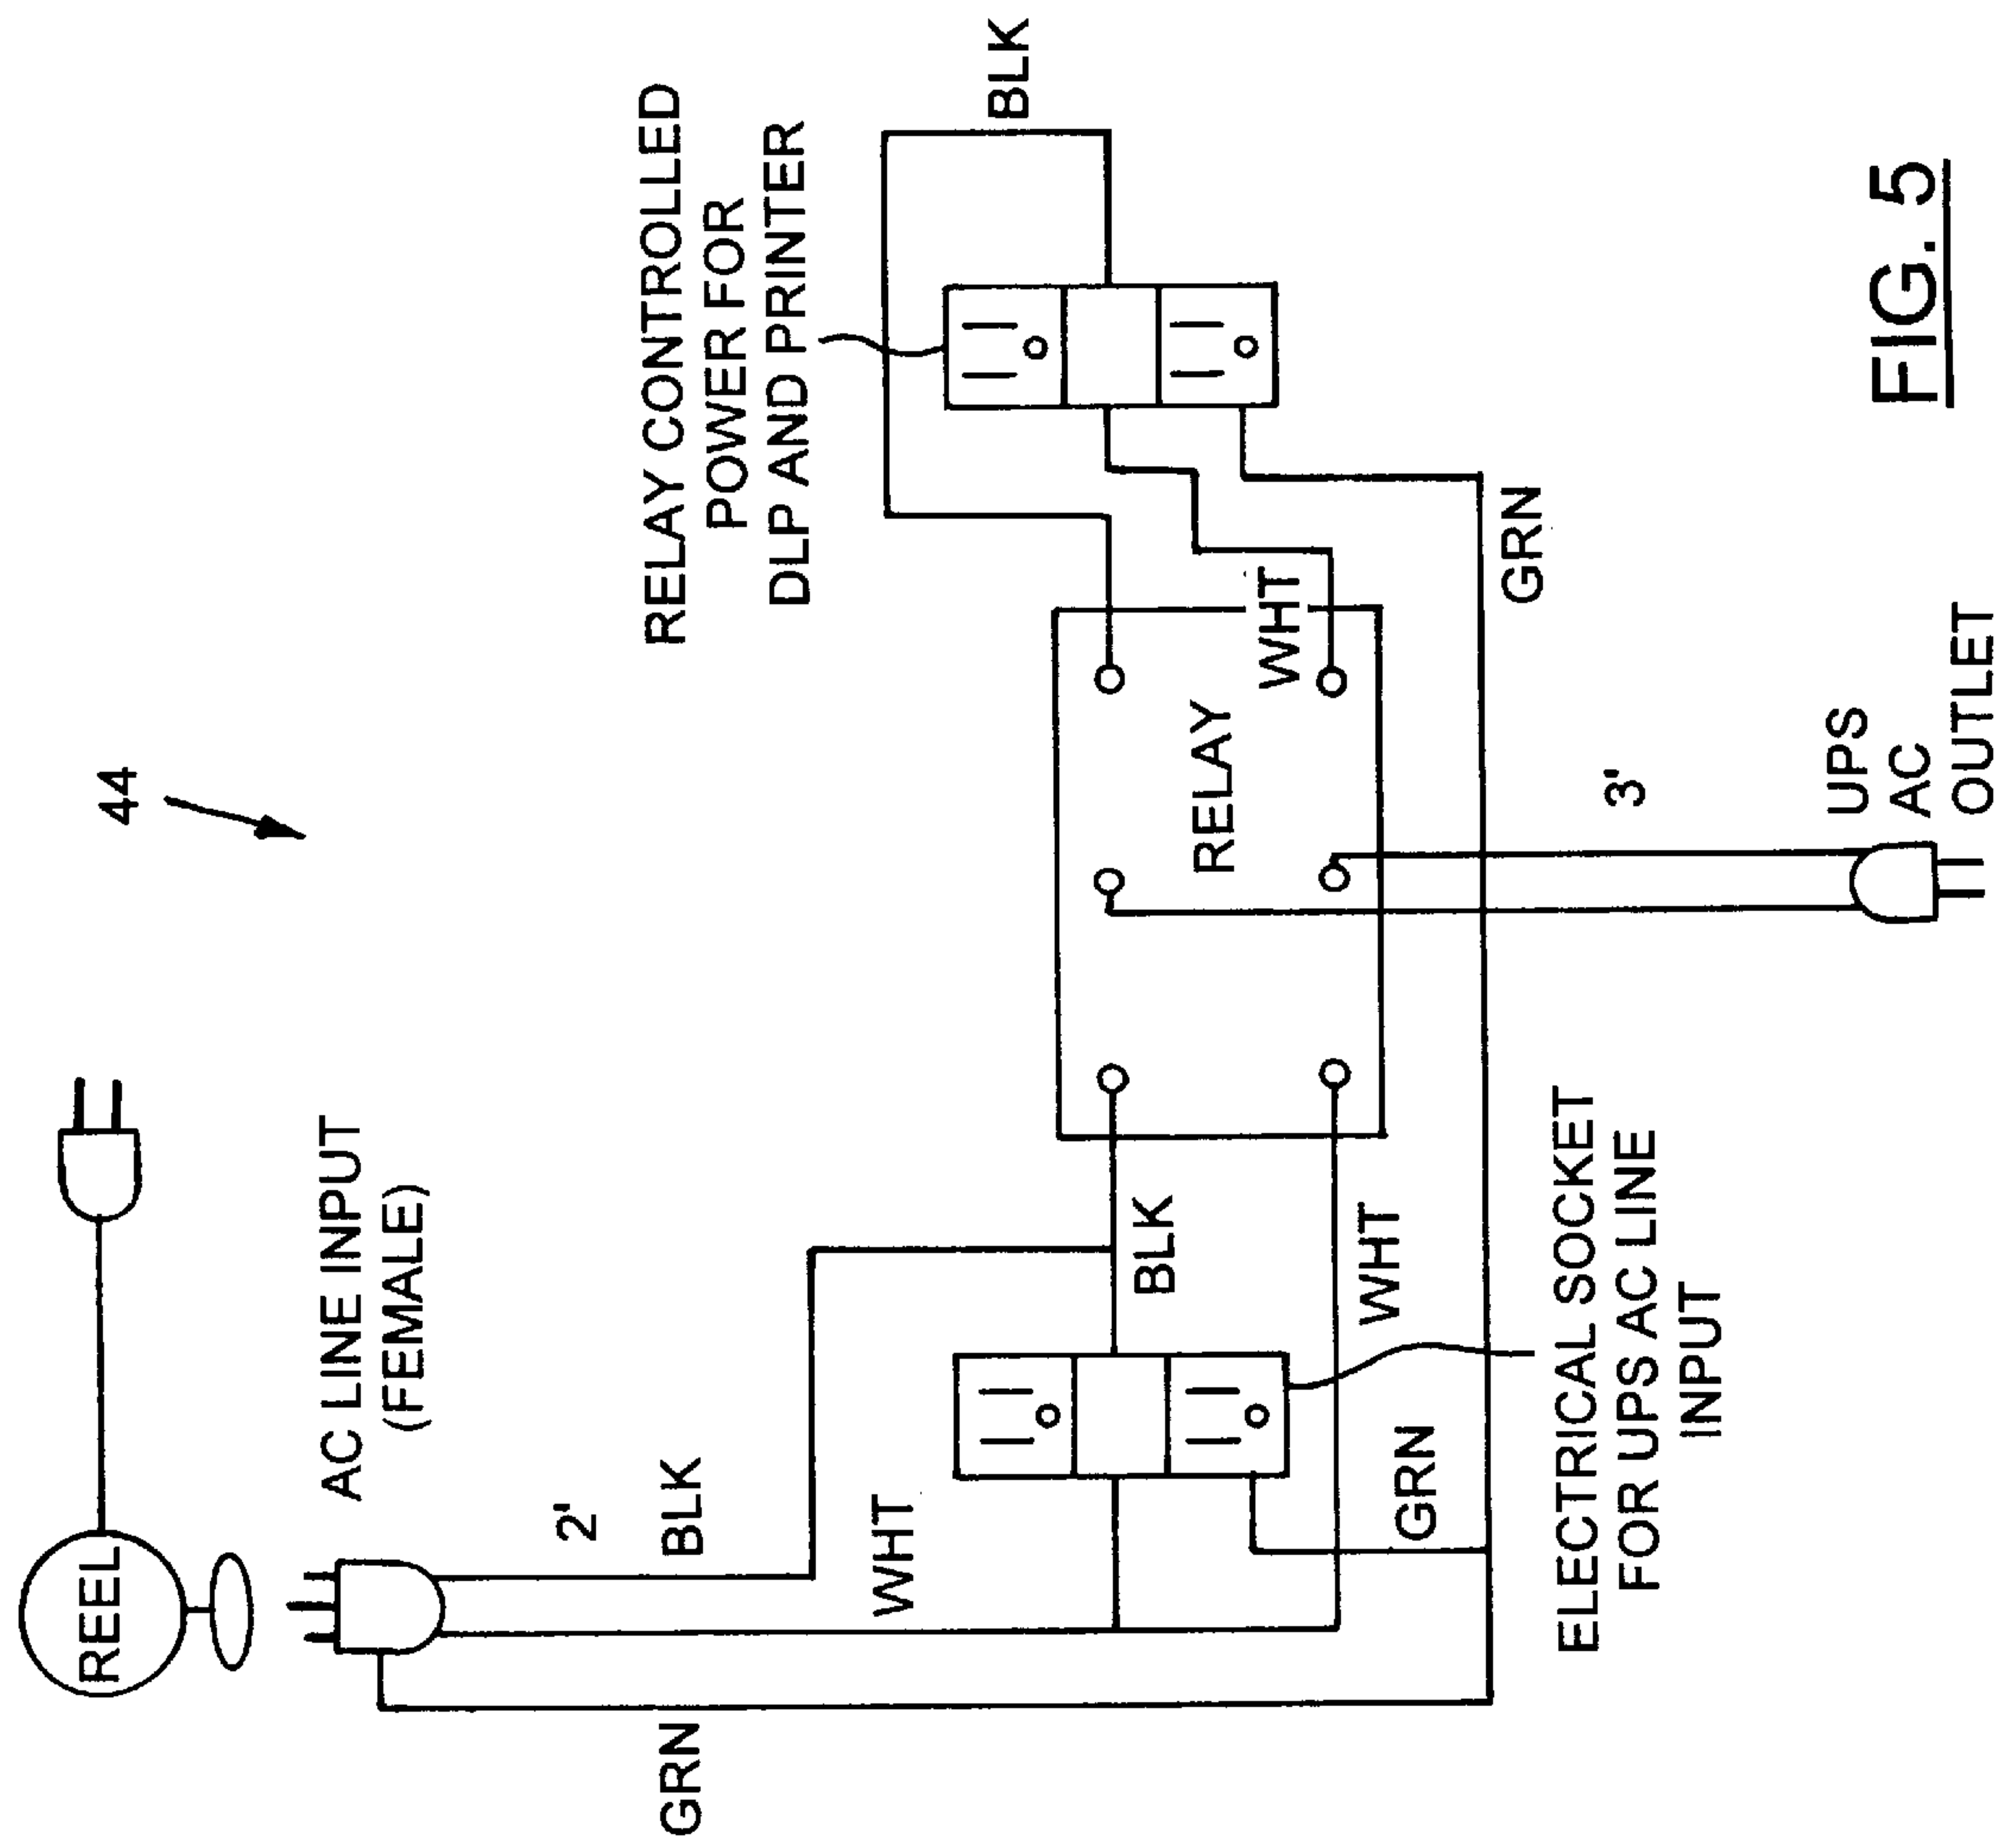 44
REEL
AC LINE INPUT
(FEMALE)
2'
BLK
WHT
GRN
BLK
WHT
GRN
ELECTRICAL SOCKET
FOR UPS AC LINE
INPUT
RELAY
WHT
3'
UPS
AC
OUTLET
RELAY CONTROLLED
POWER FOR
DLP AND PRINTER
BLK
GRN
FIG. 5